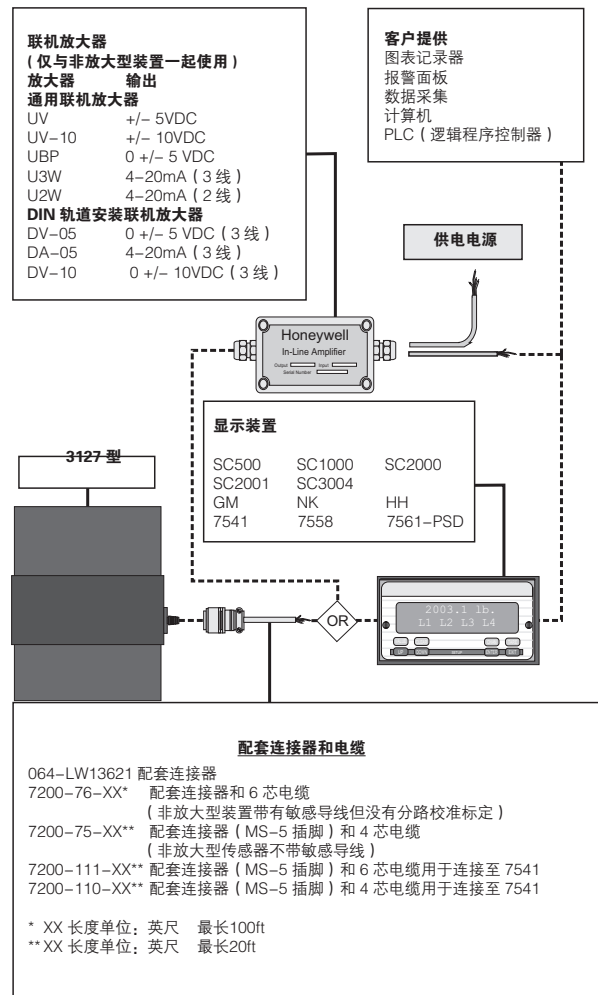 联机放大器
(仅与非放大型装置一起使用)
放大器 输出
通用联机放大器
UV +/- 5VDC
UV-10 +/- 10VDC
UBP 0 +/- 5 VDC
U3W 4-20mA(3 线)
U2W 4-20mA(2 线)
DIN 轨道安装联机放大器
DV-05 0 +/- 5 VDC(3 线)
DA-05 4-20mA(3 线)
DV-10 0 +/- 10VDC(3 线)
客户提供
图表记录器
报警面板
数据采集
计算机
PLC(逻辑程序控制器)
供电电源
Honeywell
In-Line Amplifier
Output Input
Serial Number
显示装置
SC500 SC1000 SC2000
SC2001 SC3004
GM NK HH
7541 7558 7561-PSD
3127 型
OR
2003.1 lb.
L1 L2 L3 L4
配套连接器和电缆
064-LW13621 配套连接器
7200-76-XX* 配套连接器和 6 芯电缆
(非放大型装置带有敏感导线但没有分路校准标定)
7200-75-XX** 配套连接器(MS-5 插脚)和 4 芯电缆
(非放大型传感器不带敏感导线)
7200-111-XX** 配套连接器(MS-5 插脚)和 6 芯电缆用于连接至 7541
7200-110-XX** 配套连接器(MS-5 插脚)和 4 芯电缆用于连接至 7541
* XX 长度单位:英尺 最长100ft
** XX 长度单位:英尺 最长20ft